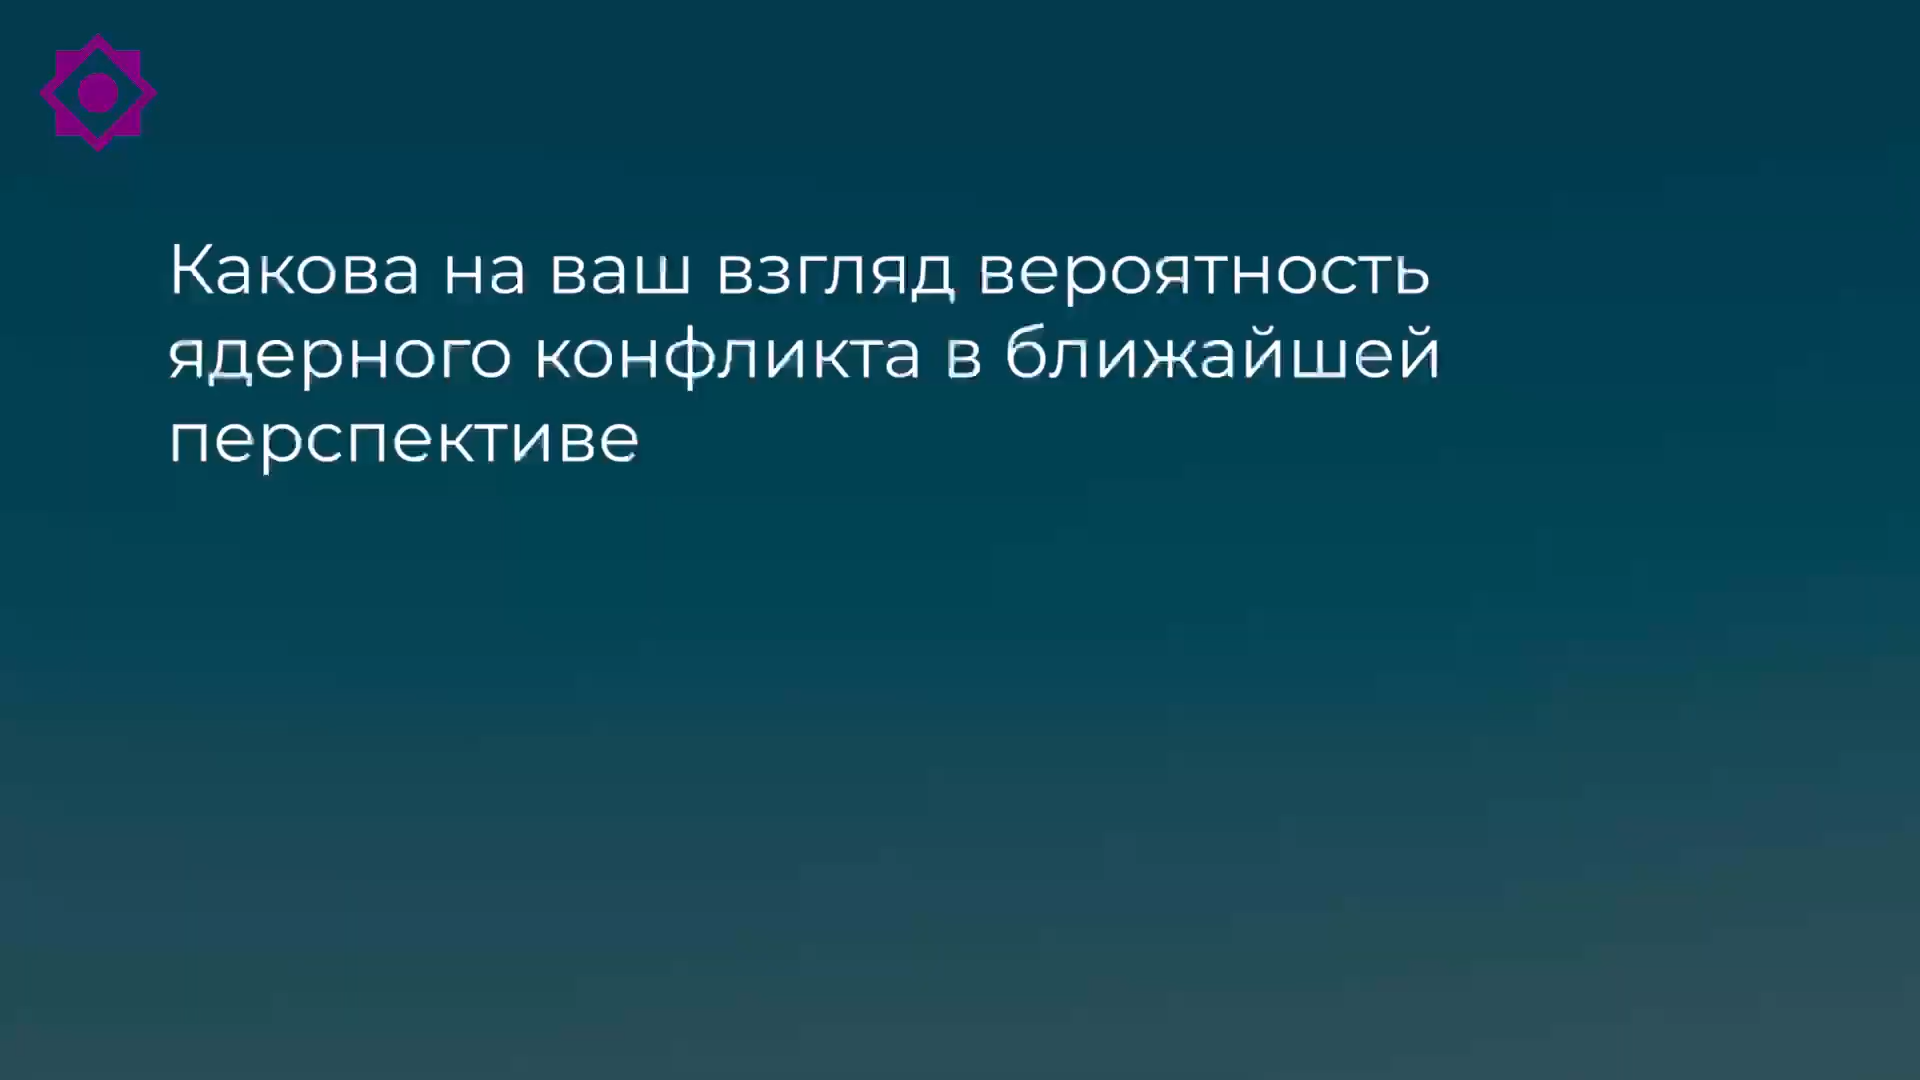 Какова на ваш взгляд вероятность
ядерного конфликта в ближайшей
перспективе